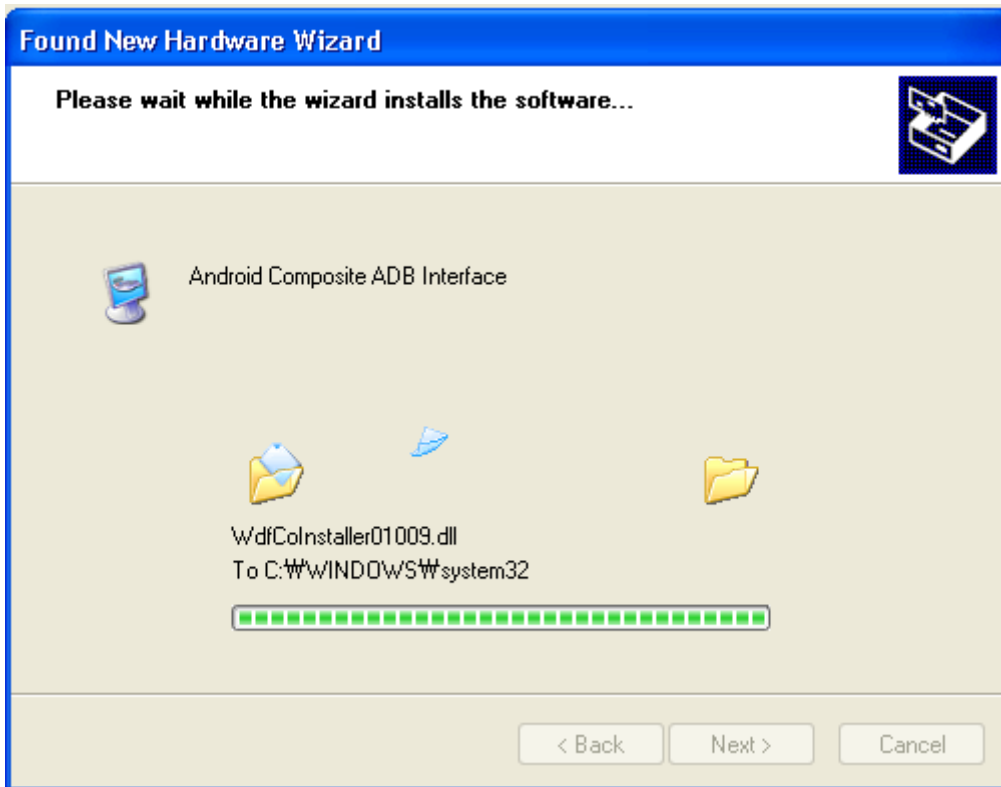 Found New Hardware Wizard
Please wait while the wizard installs the software...
Android Composite ADB Interface
WdfCoInstaller01009.dll
To C:₩WINDOWS₩system32
< Back
Next >
Cancel